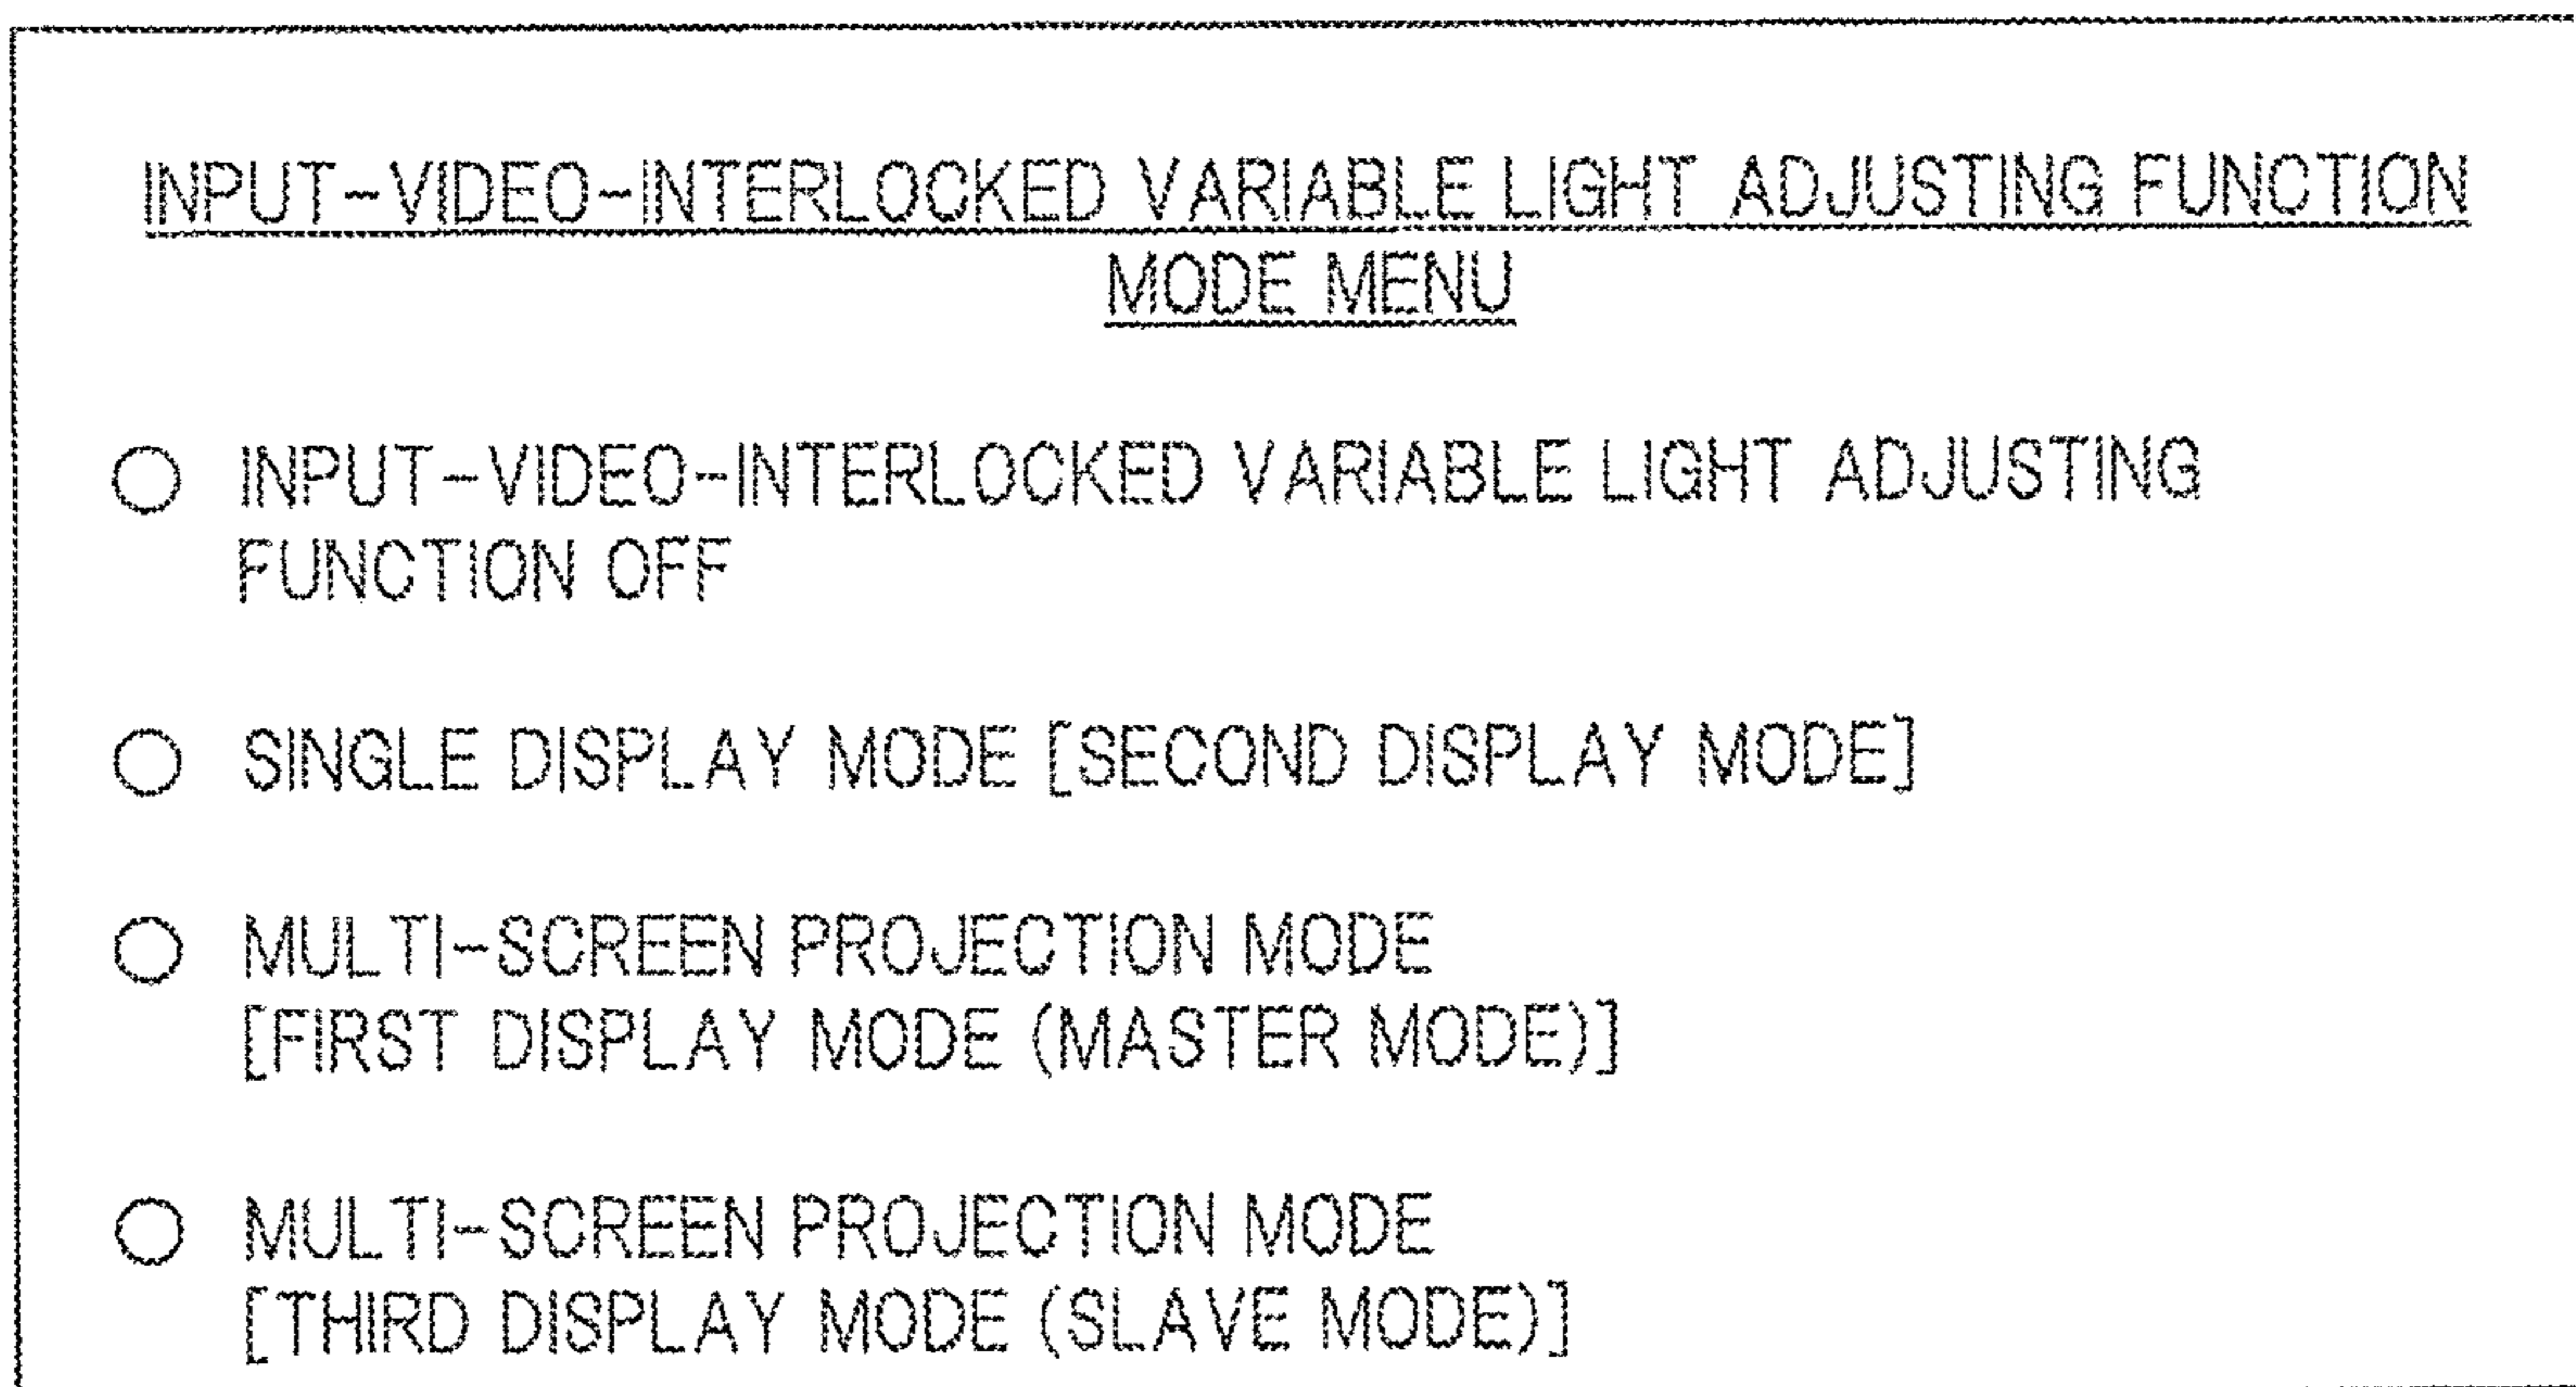 INPUT-VIDEO-INTERLOCKED VARIABLE LIGHT ADJUSTING FUNCTION
MODE MENU
INPUT-VIDEO-INTERLOCKED VARIABLE LIGHT ADJUSTING
FUNCTION OFF
SINGLE DISPLAY MODE [SECOND DISPLAY MODE]
MULTI-SCREEN PROJECTION MODE
[FIRST DISPLAY MODE (MASTER MODE)]
MULTI-SCREEN PROJECTION MODE
[THIRD DISPLAY MODE (SLAVE MODE)]